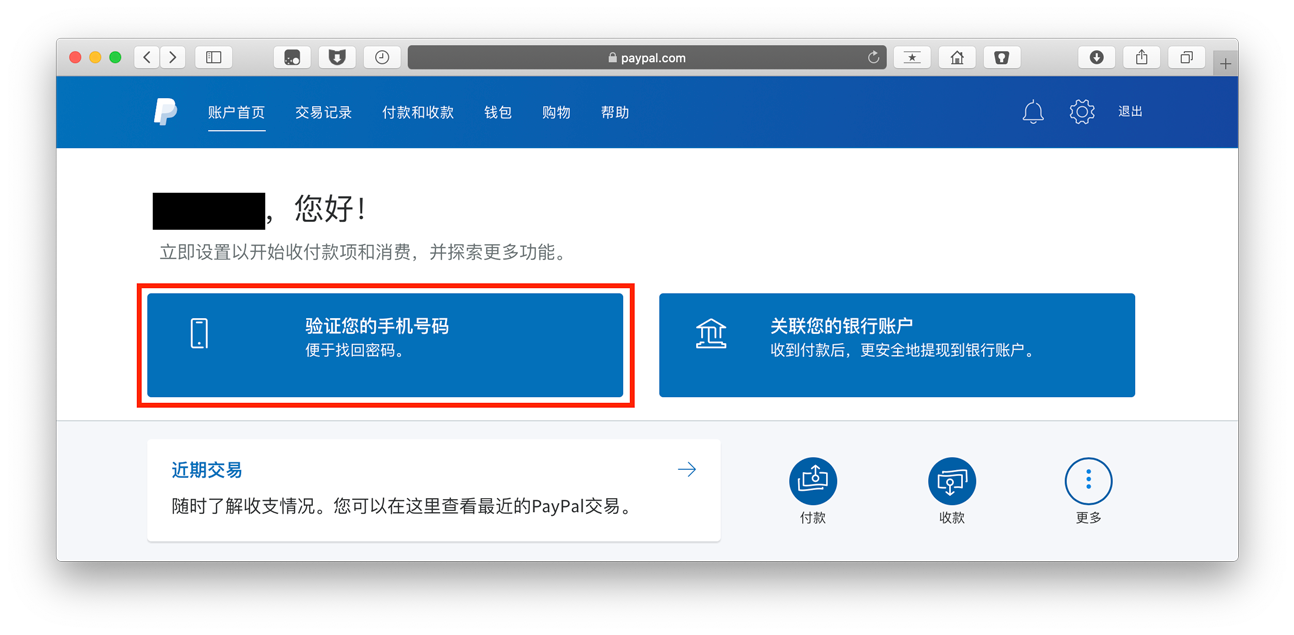 paypal.com
账户首页 交易记录 付款和收款 钱包 购物 帮助 退出
，您好！
立即设置以开始收付款项和消费，并探索更多功能。
验证您的手机号码
便于找回密码。
关联您的银行账户
收到付款后，更安全地提现到银行账户。
近期交易
随时了解收支情况。您可以在这里查看最近的PayPal交易。
付款 收款 更多